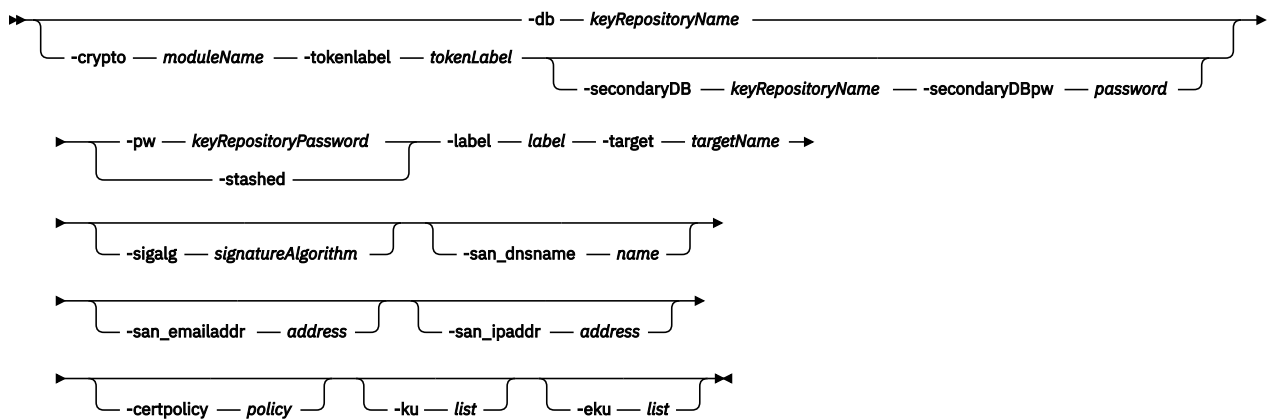 -db keyRepositoryName
-crypto moduleName -tokenlabel tokenLabel
-secondaryDB keyRepositoryName -secondaryDBpw password
-pw keyRepositoryPassword -label label -target targetName
-stashed
-sigalg signatureAlgorithm -san_dnsname name
-san_emailaddr address -san_ipaddr address
-certpolicy policy -ku list -eku list